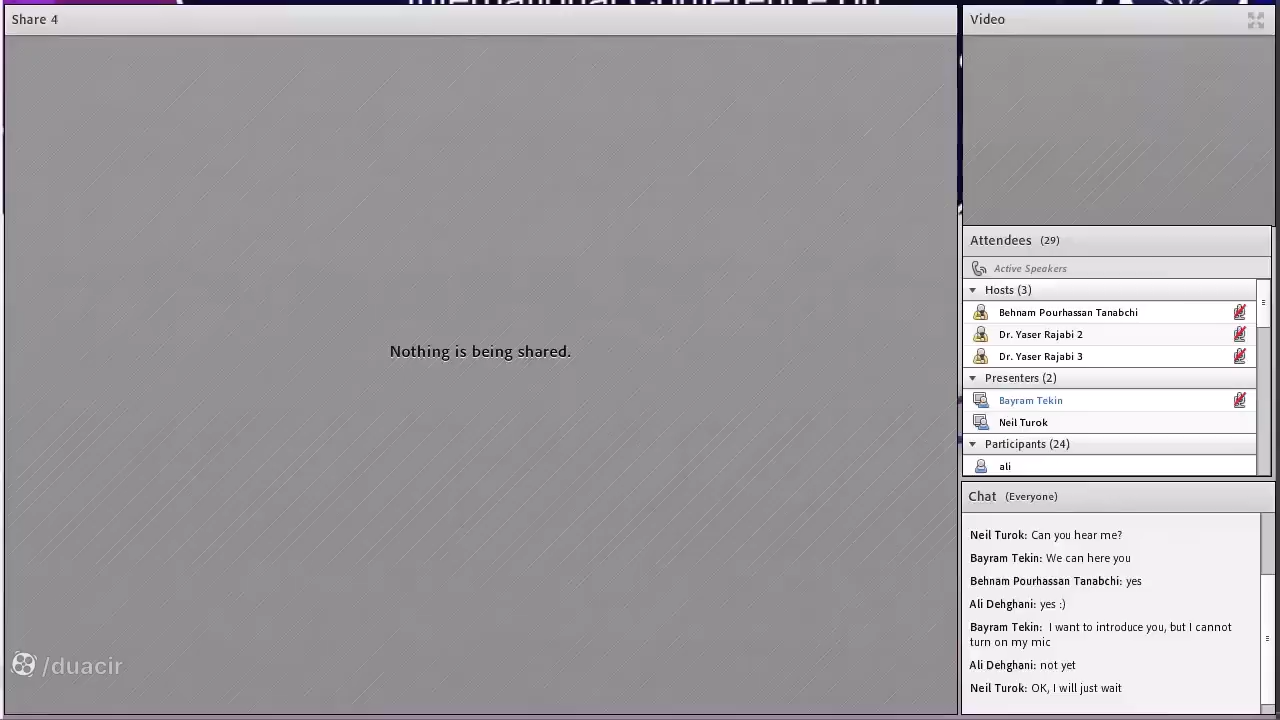 International Conference on
Share 4
Nothing is being shared.
/duacir
Video
Attendees (29)
Active Speakers
Hosts (3)
Behnam Pourhassan Tanabchi
Dr. Yaser Rajabi 2
Dr. Yaser Rajabi 3
Presenters (2)
Bayram Tekin
Neil Turok
Participants (24)
ali
Chat (Everyone)
Neil Turok: Can you hear me?
Bayram Tekin: We can here you
Behnam Pourhassan Tanabchi: yes
Ali Dehghani: yes :)
Bayram Tekin: I want to introduce you, but I cannot
turn on my mic
Ali Dehghani: not yet
Neil Turok: OK, I will just wait